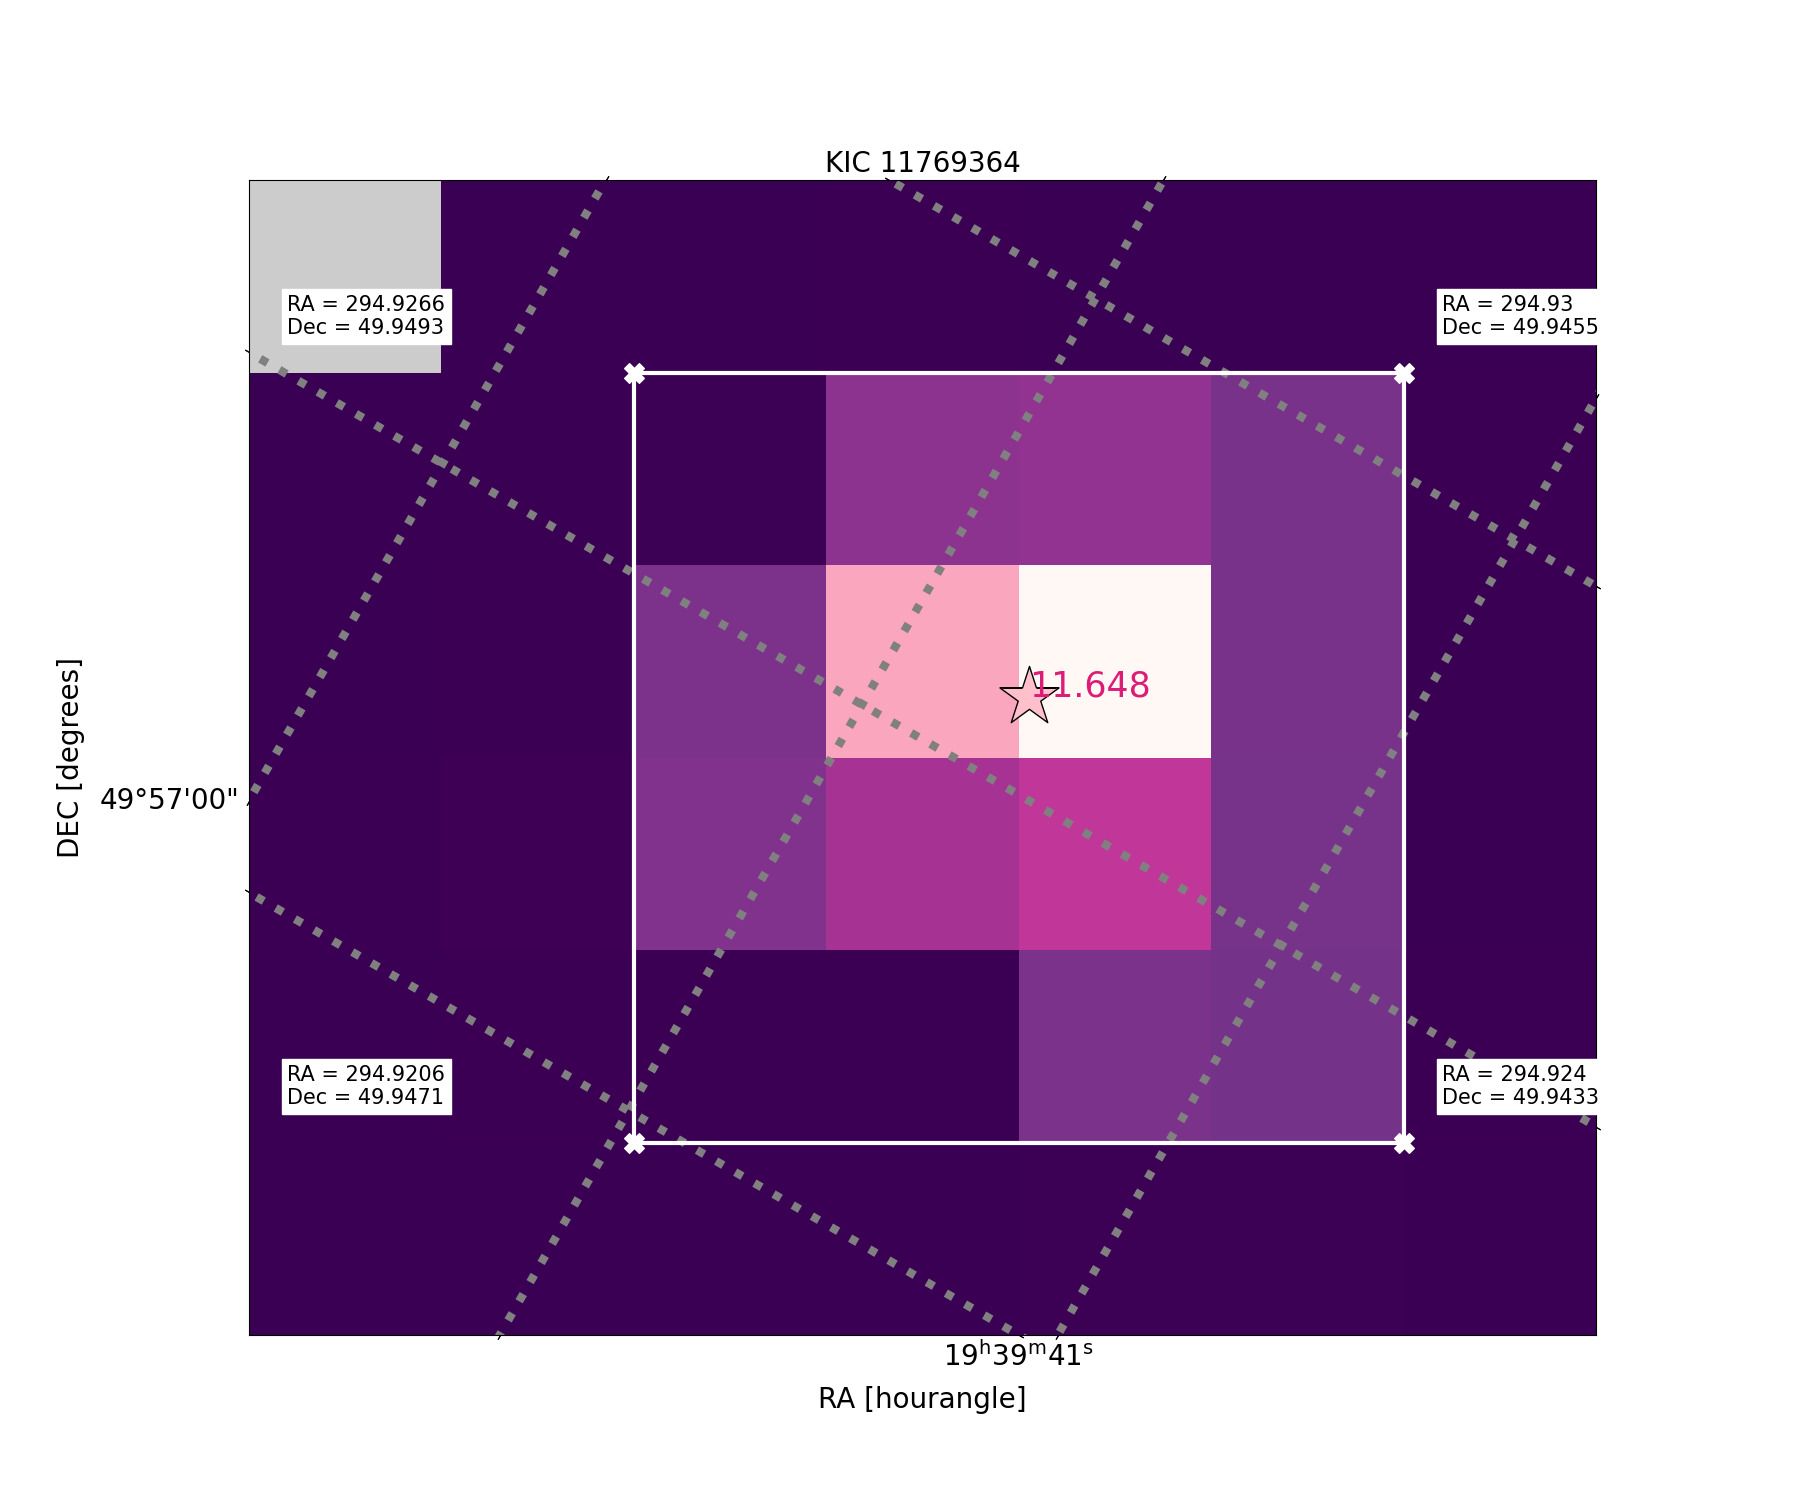 KIC 11769364
RA = 294.9266
Dec = 49.9493
RA = 294.93
Dec = 49.9455
11.648
DEC [degrees]
49°57'00"
RA = 294.9206
Dec = 49.9471
RA = 294.924
Dec = 49.9433
19ʰ39ᵐ41ˢ
RA [hourangle]